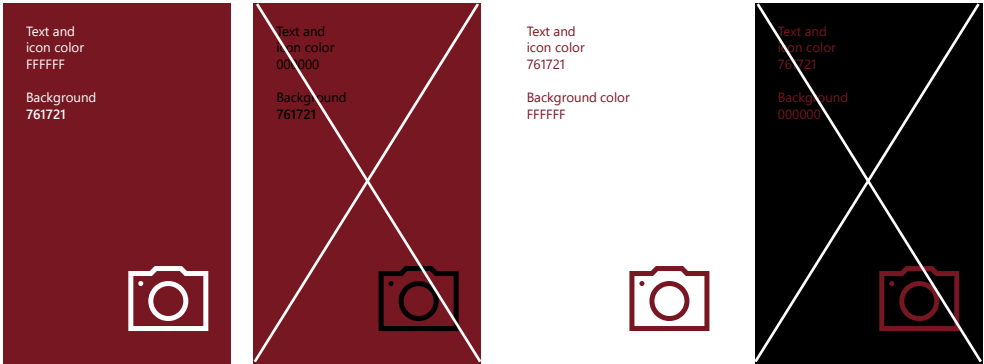 Text and
icon color
FFFFFF
Background
761721
Text and
icon color
000000
Background
761721
Text and
icon color
761721
Background color
FFFFFF
Text and
icon color
761721
Background
000000